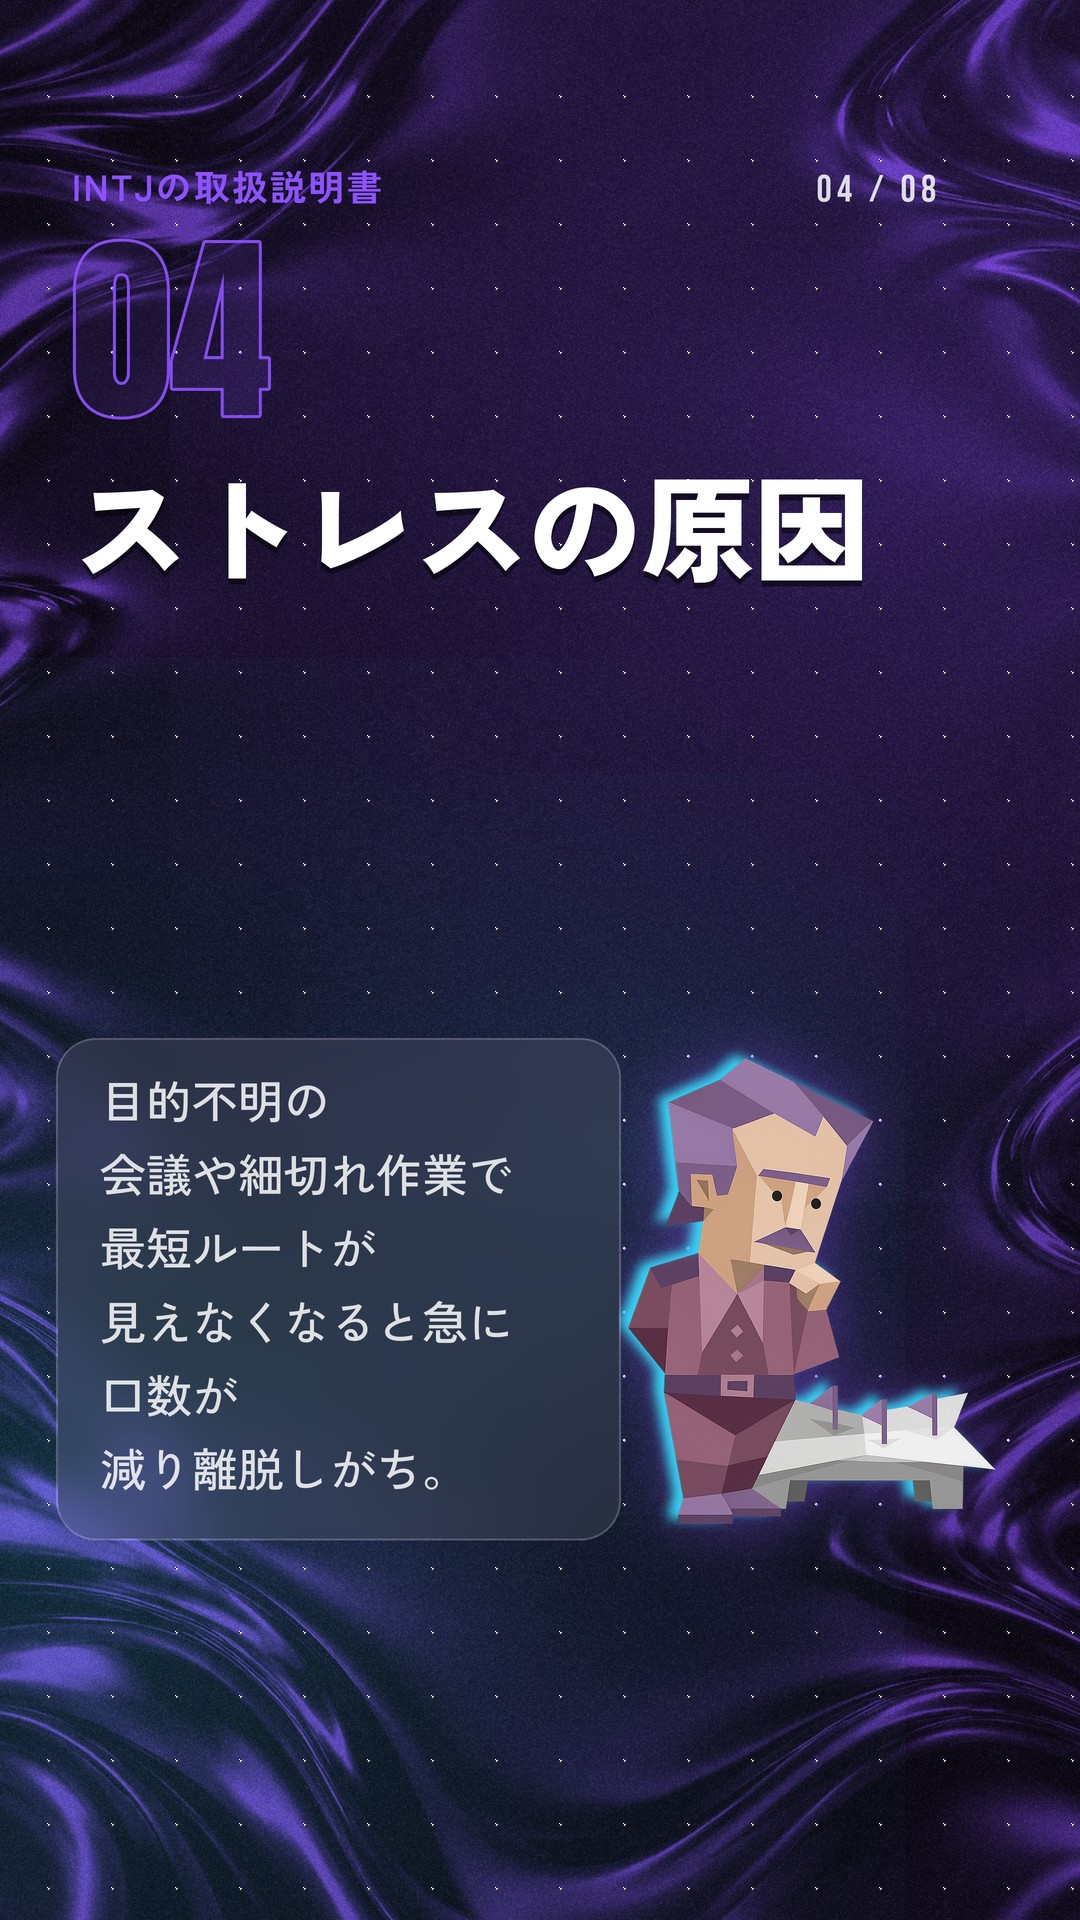 INTJの取扱説明書
04 / 08
04
ストレスの原因
目的不明の
会議や細切れ作業で
最短ルートが
見えなくなると急に
口数が
減り離脱しがち。